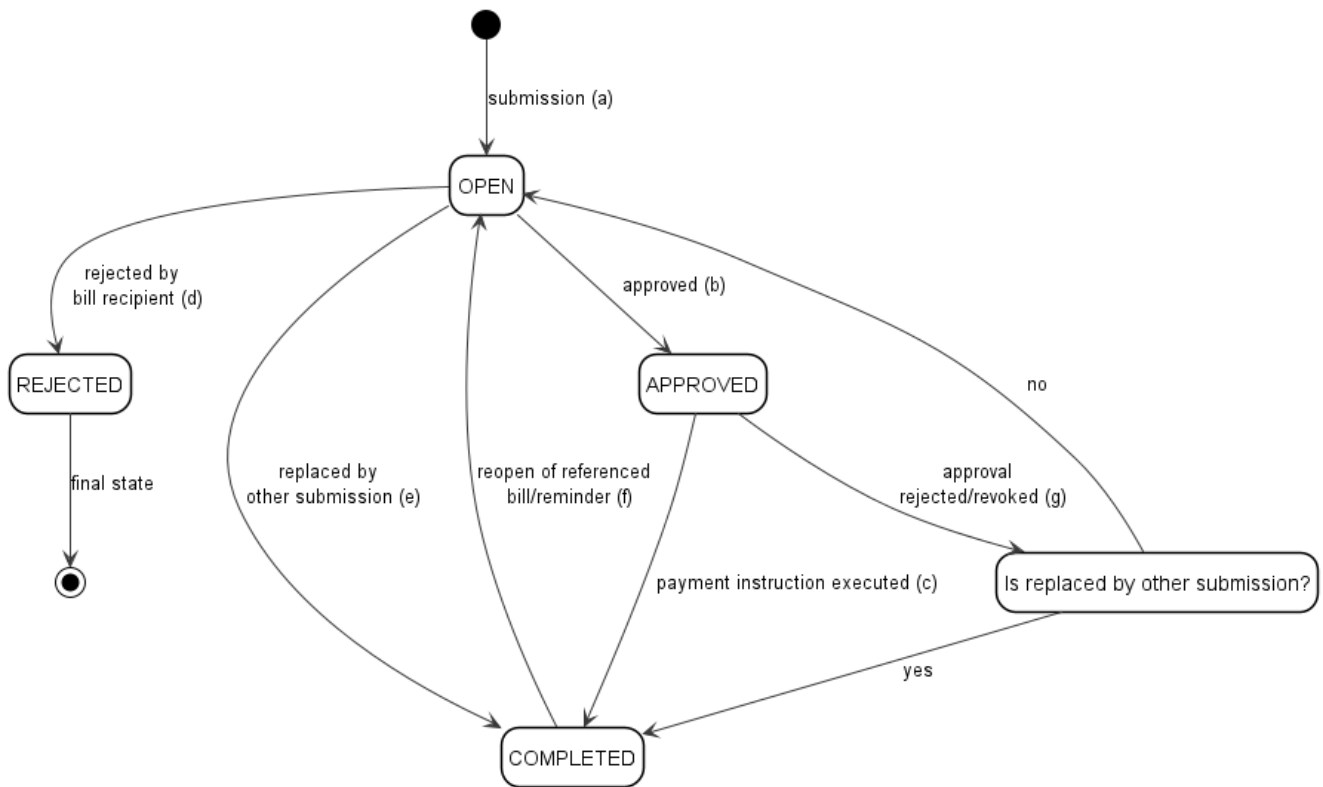 submission (a)
OPEN
rejected by
bill recipient (d)
approved (b)
REJECTED
APPROVED
no
final state
replaced by
other submission (e)
reopen of referenced
bill/reminder (f)
approval
rejected/revoked (g)
payment instruction executed (c)
Is replaced by other submission?
yes
COMPLETED